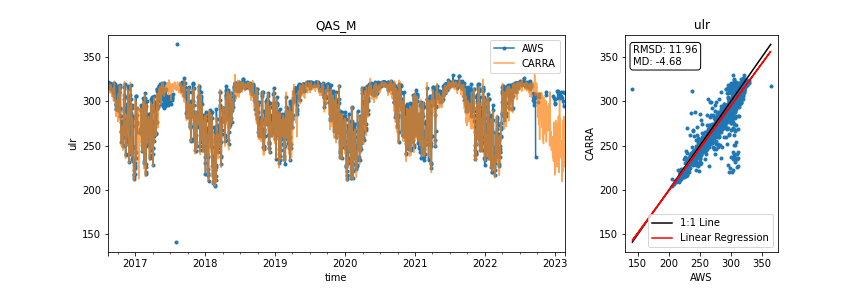 QAS_M
ulr
350
300
250
200
150
AWS
CARRA
ulr
2017
2018
2019
2020
2021
2022
2023
time
RMSD: 11.96
MD: -4.68
350
300
250
200
150
CARRA
1:1 Line
Linear Regression
150
200
250
300
350
AWS